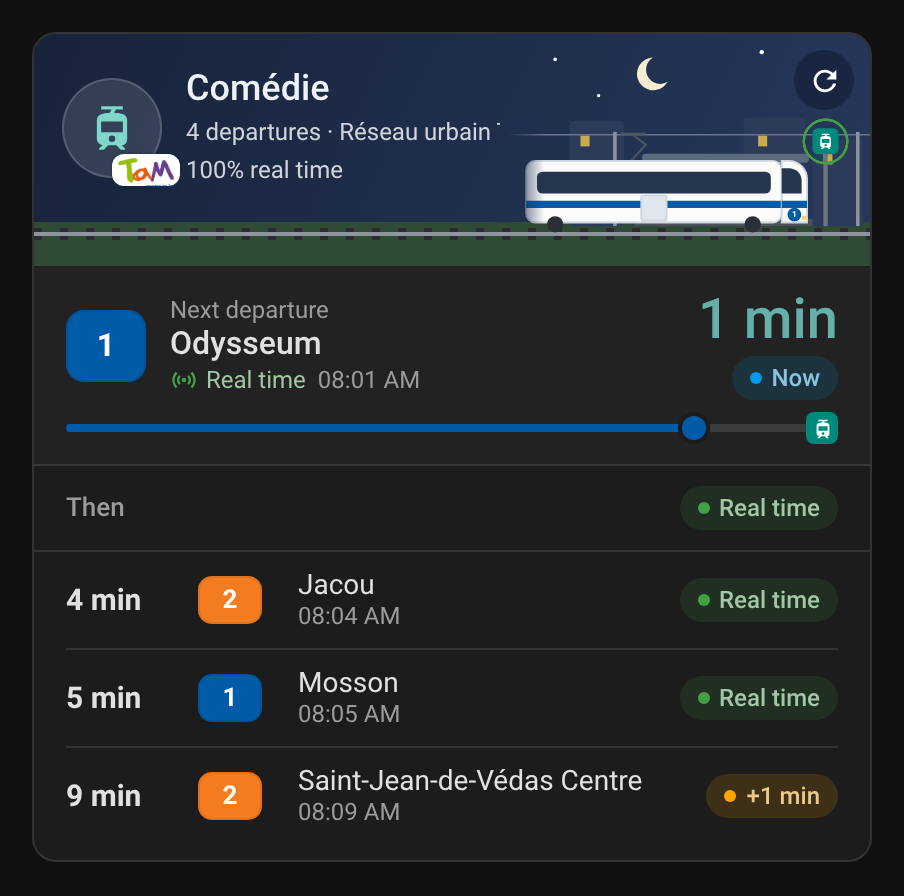 Comédie
4 departures · Réseau urbain
TaM
100% real time
1
1
Next departure
Odysseum
Real time 08:01 AM
1 min
Now
Then
Real time
4 min
2
Jacou
08:04 AM
Real time
5 min
1
Mosson
08:05 AM
Real time
9 min
2
Saint-Jean-de-Védas Centre
08:09 AM
+1 min